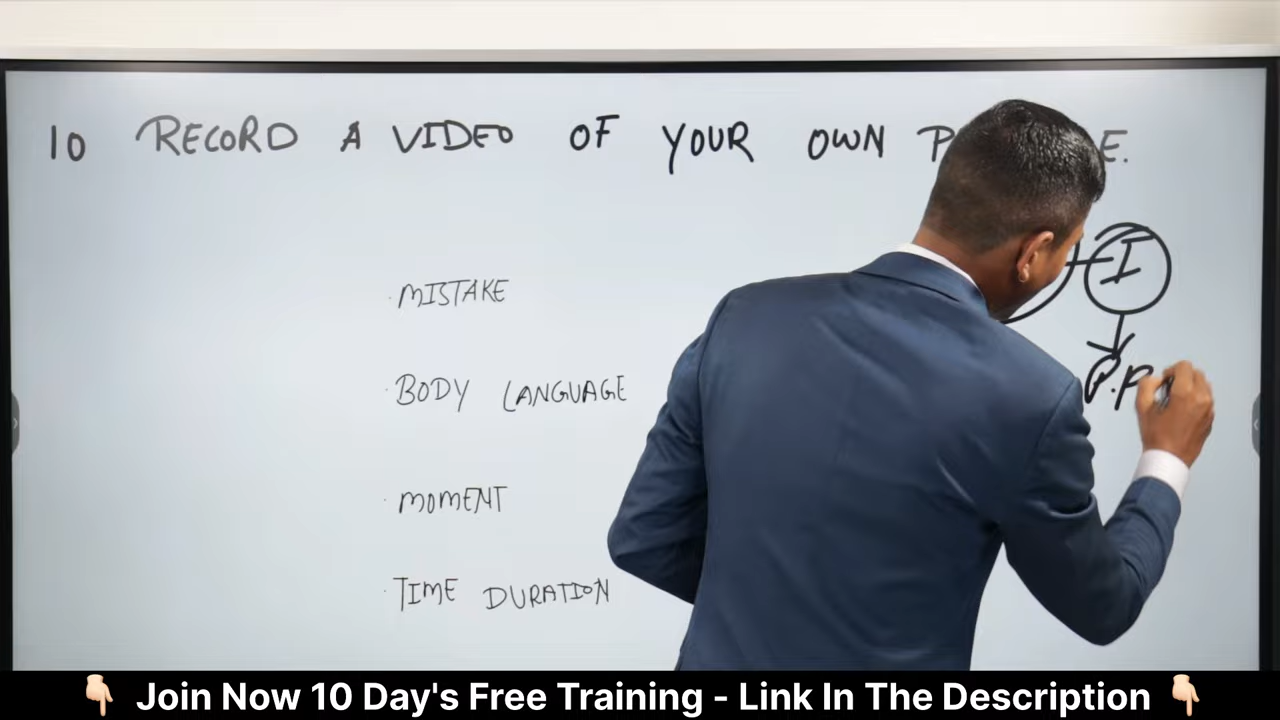 10 RECORD A VIDEO OF YOUR OWN
I
· MISTAKE
· BODY LANGUAGE
· MOMENT
· TIME DURATION
👇🏻 Join Now 10 Day's Free Training - Link In The Description 👇🏻